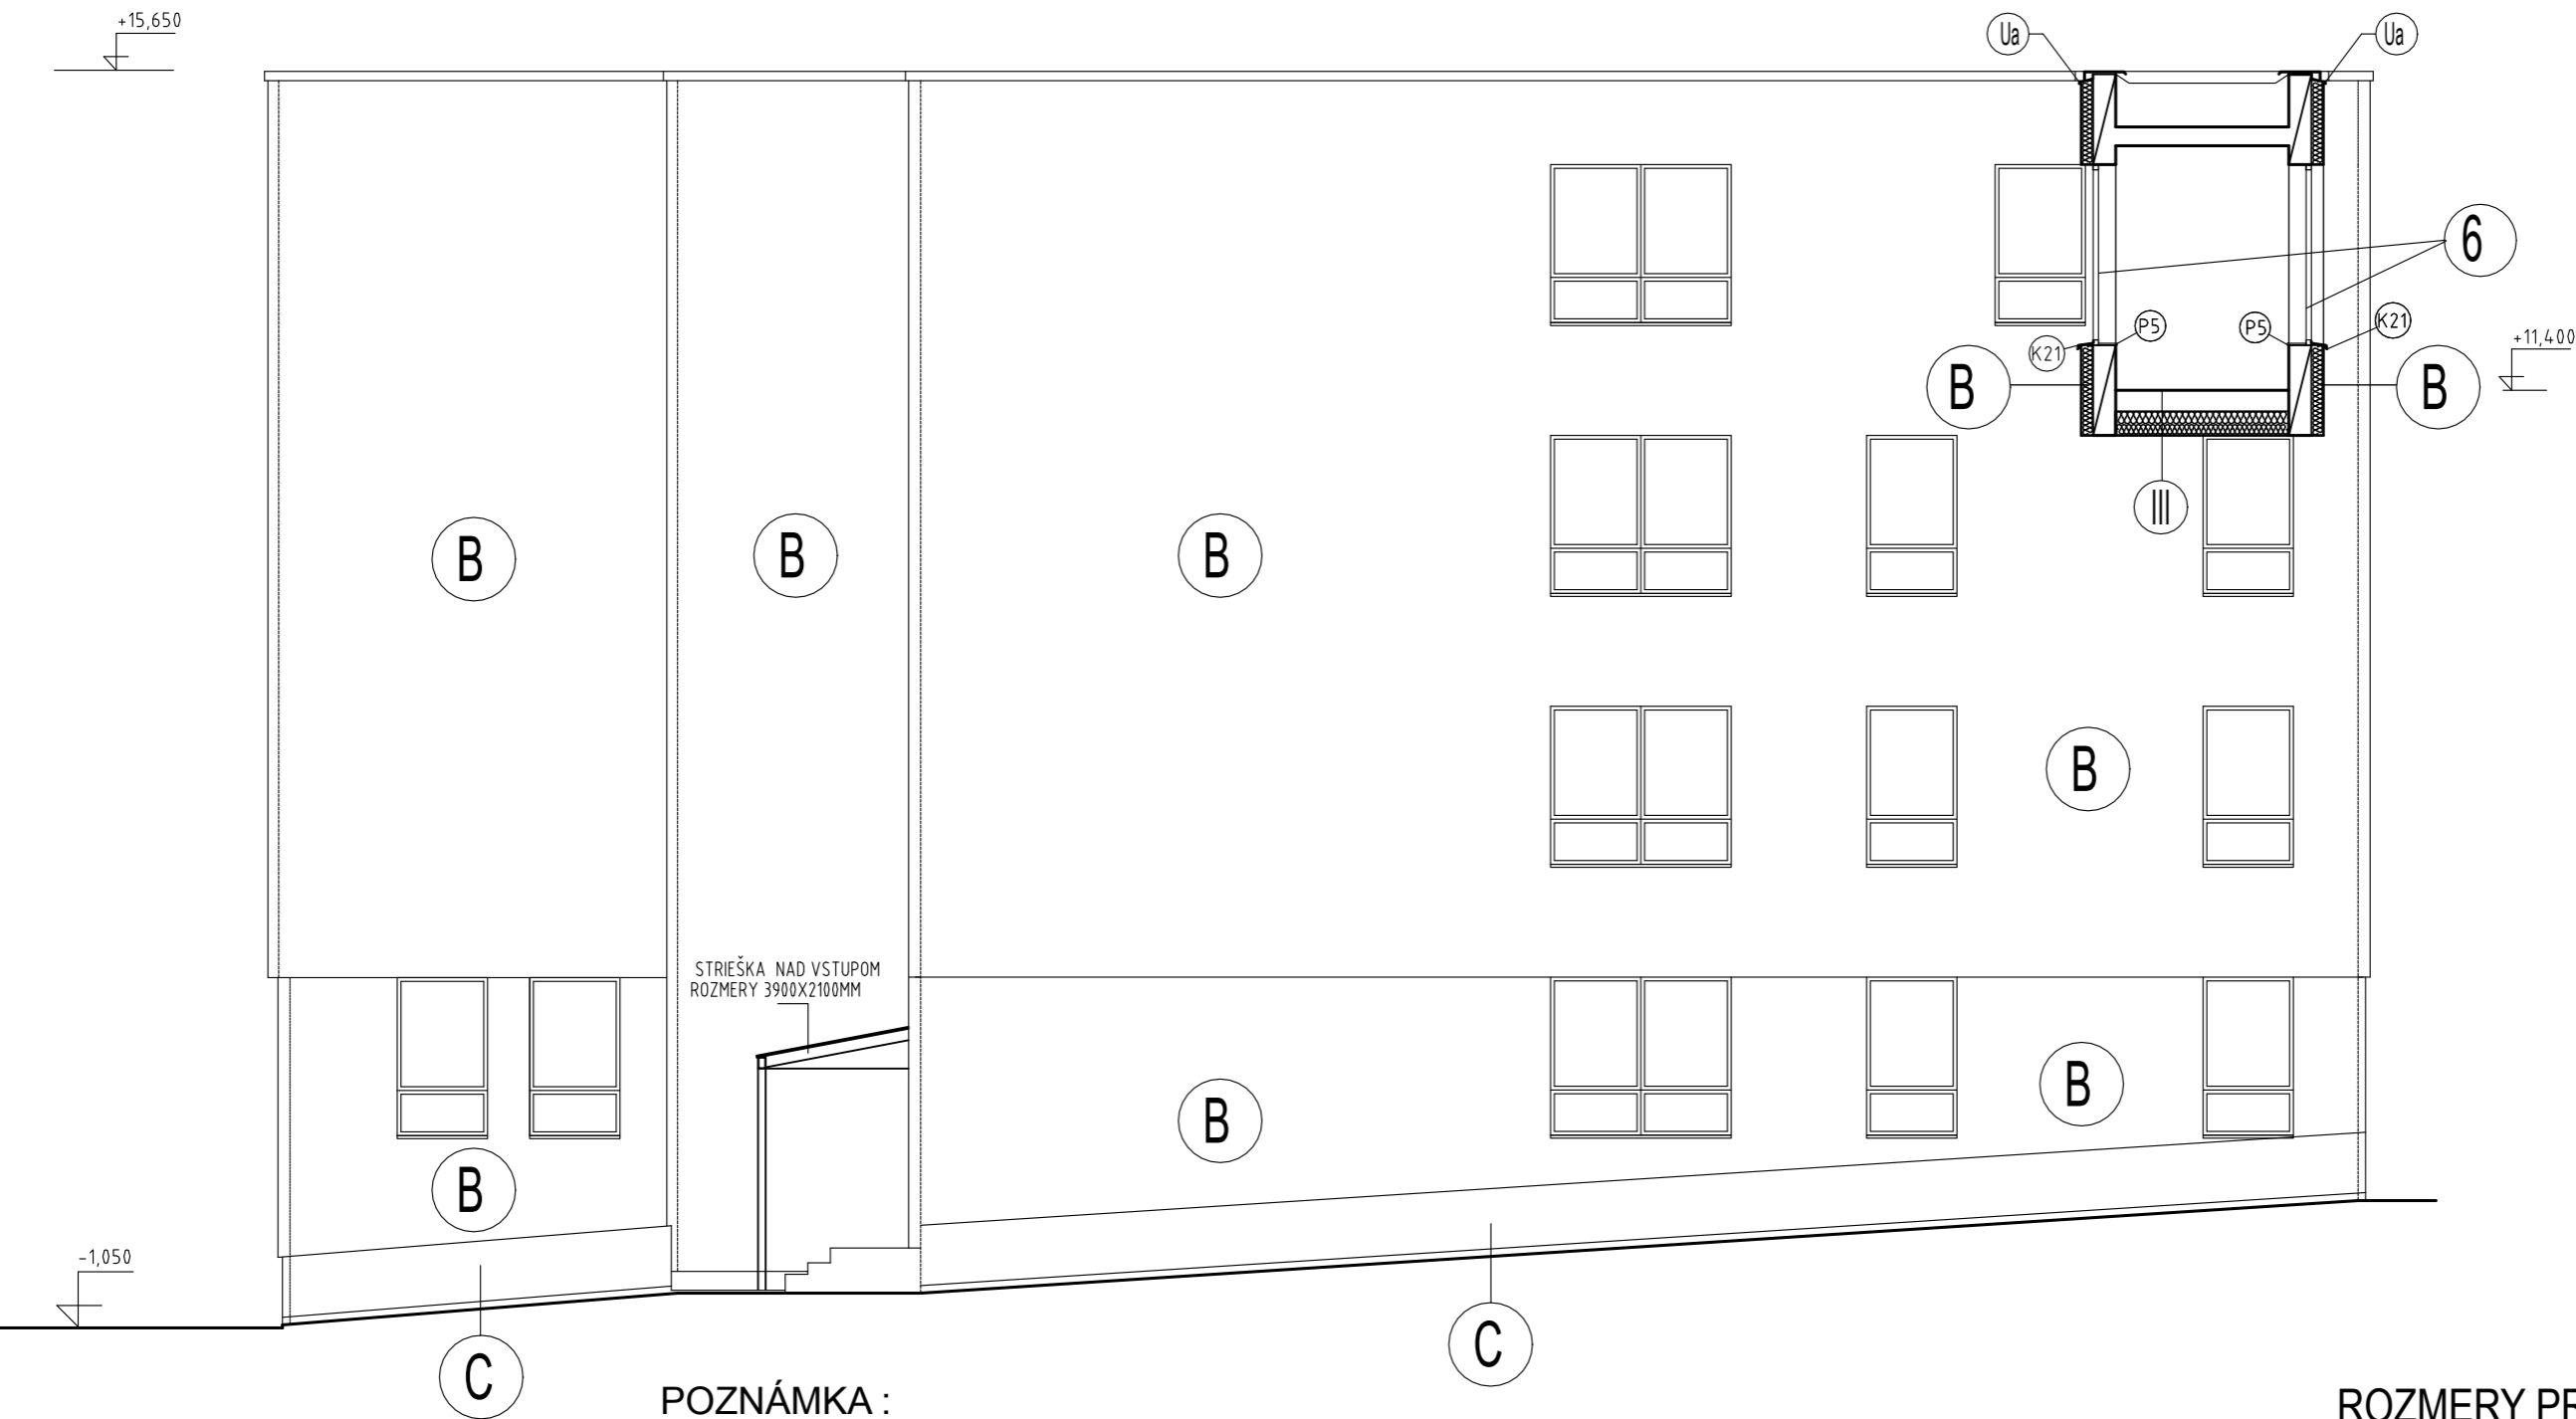 +15,650
Ua
Ua
6
P5
P5
K21
K21
+11,400
B
B
III
B
B
B
B
STRIEŠKA NAD VSTUPOM
ROZMERY 3900X2100MM
B
B
B
-1,050
C
C
POZNÁMKA :
ROZMERY